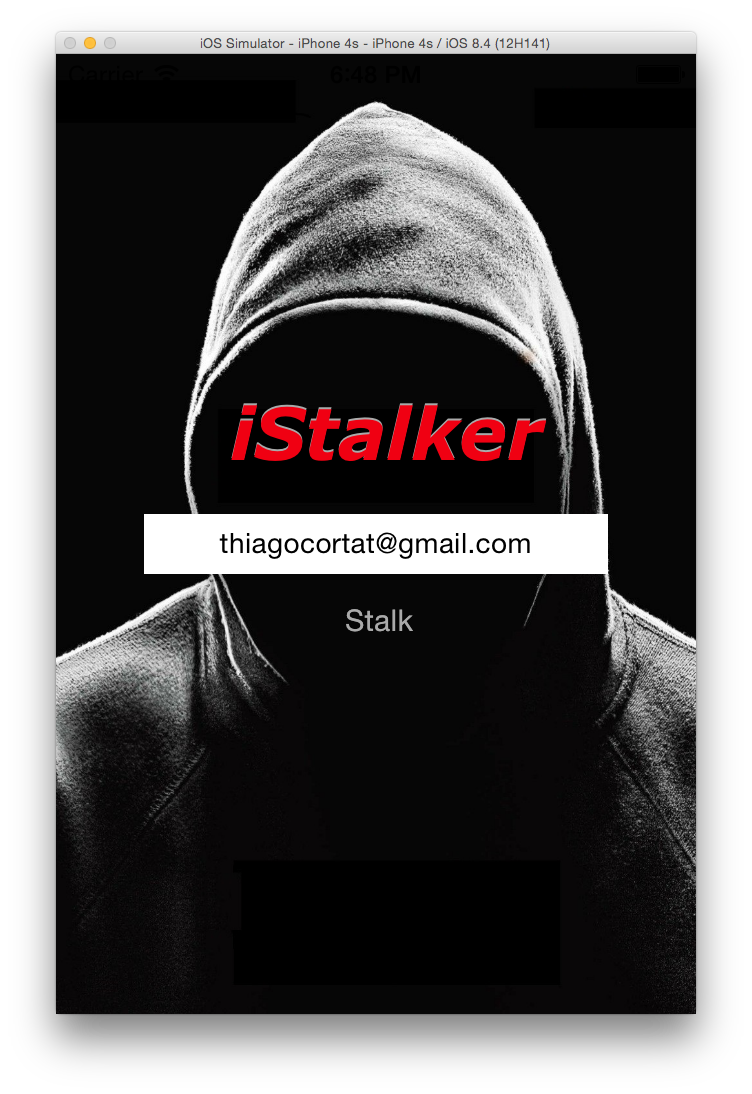 iOS Simulator - iPhone 4s - iPhone 4s / iOS 8.4 (12H141)
Carrier 6:48 PM
iStalker
thiagocortat@gmail.com
Stalk